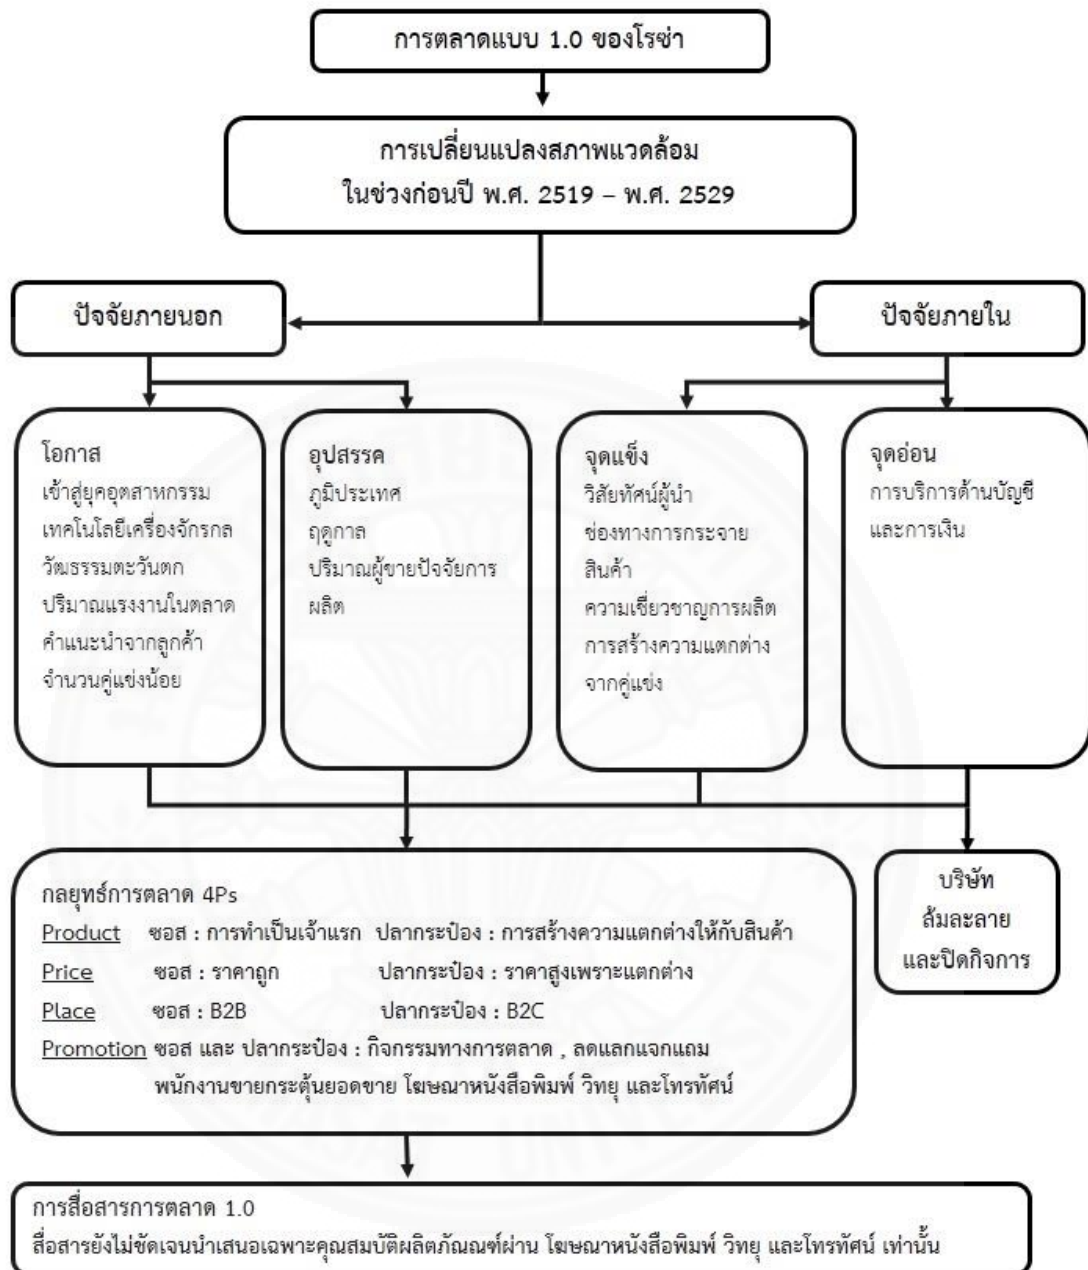 การตลาดแบบ 1.0 ของโรซ่า
การเปลี่ยนแปลงสภาพแวดล้อม
ในช่วงก่อนปี พ.ศ. 2519 – พ.ศ. 2529
ปัจจัยภายนอก
ปัจจัยภายใน
โอกาส
เข้าสู่ยุคอุตสาหกรรม
เทคโนโลยีเครื่องจักรกล
วัฒธรรมตะวันตก
ปริมาณแรงงานในตลาด
คำแนะนำจากลูกค้า
จำนวนคู่แข่งน้อย
อุปสรรค
ภูมิประเทศ
ฤดูกาล
ปริมาณผู้ขายปัจจัยการ
ผลิต
จุดแข็ง
วิสัยทัศน์ผู้นำ
ช่องทางการกระจาย
สินค้า
ความเชี่ยวชาญการผลิต
การสร้างความแตกต่าง
จากคู่แข่ง
จุดอ่อน
การบริการด้านบัญชี
และการเงิน
กลยุทธ์การตลาด 4Ps
Product ซอส : การทำเป็นเจ้าแรก ปลากระป๋อง : การสร้างความแตกต่างให้กับสินค้า
Price ซอส : ราคาถูก ปลากระป๋อง : ราคาสูงเพราะแตกต่าง
Place ซอส : B2B ปลากระป๋อง : B2C
Promotion ซอส และ ปลากระป๋อง : กิจกรรมทางการตลาด , ลดแลกแจกแถม
พนักงานขายกระตุ้นยอดขาย โฆษณาหนังสือพิมพ์ วิทยุ และโทรทัศน์
บริษัท
ล้มละลาย
และปิดกิจการ
การสื่อสารการตลาด 1.0
สื่อสารยังไม่ชัดเจนนำเสนอเฉพาะคุณสมบัติผลิตภัณณฑ์ผ่าน โฆษณาหนังสือพิมพ์ วิทยุ และโทรทัศน์ เท่านั้น